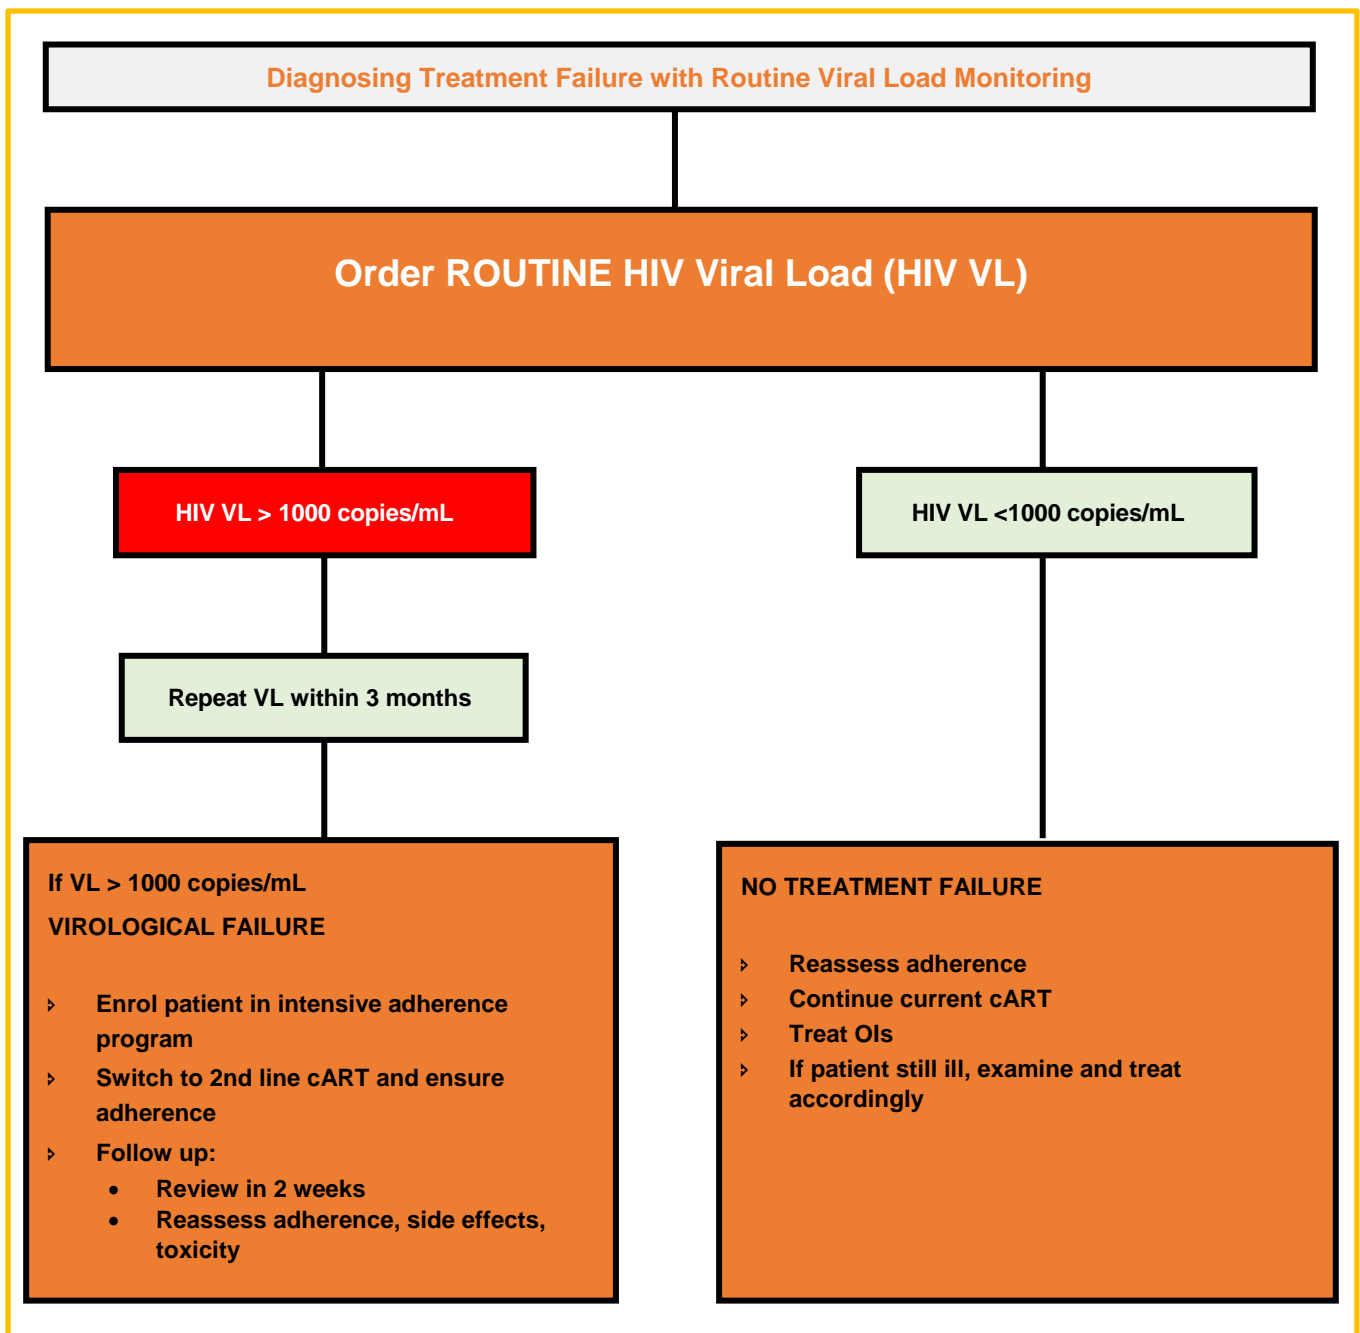 Diagnosing Treatment Failure with Routine Viral Load Monitoring
Order ROUTINE HIV Viral Load (HIV VL)
HIV VL > 1000 copies/mL
HIV VL <1000 copies/mL
Repeat VL within 3 months
If VL > 1000 copies/mL
VIROLOGICAL FAILURE
Enrol patient in intensive adherence
program
Switch to 2nd line cART and ensure
adherence
Follow up:
• Review in 2 weeks
• Reassess adherence, side effects,
toxicity
NO TREATMENT FAILURE
Reassess adherence
Continue current cART
Treat OIs
If patient still ill, examine and treat
accordingly